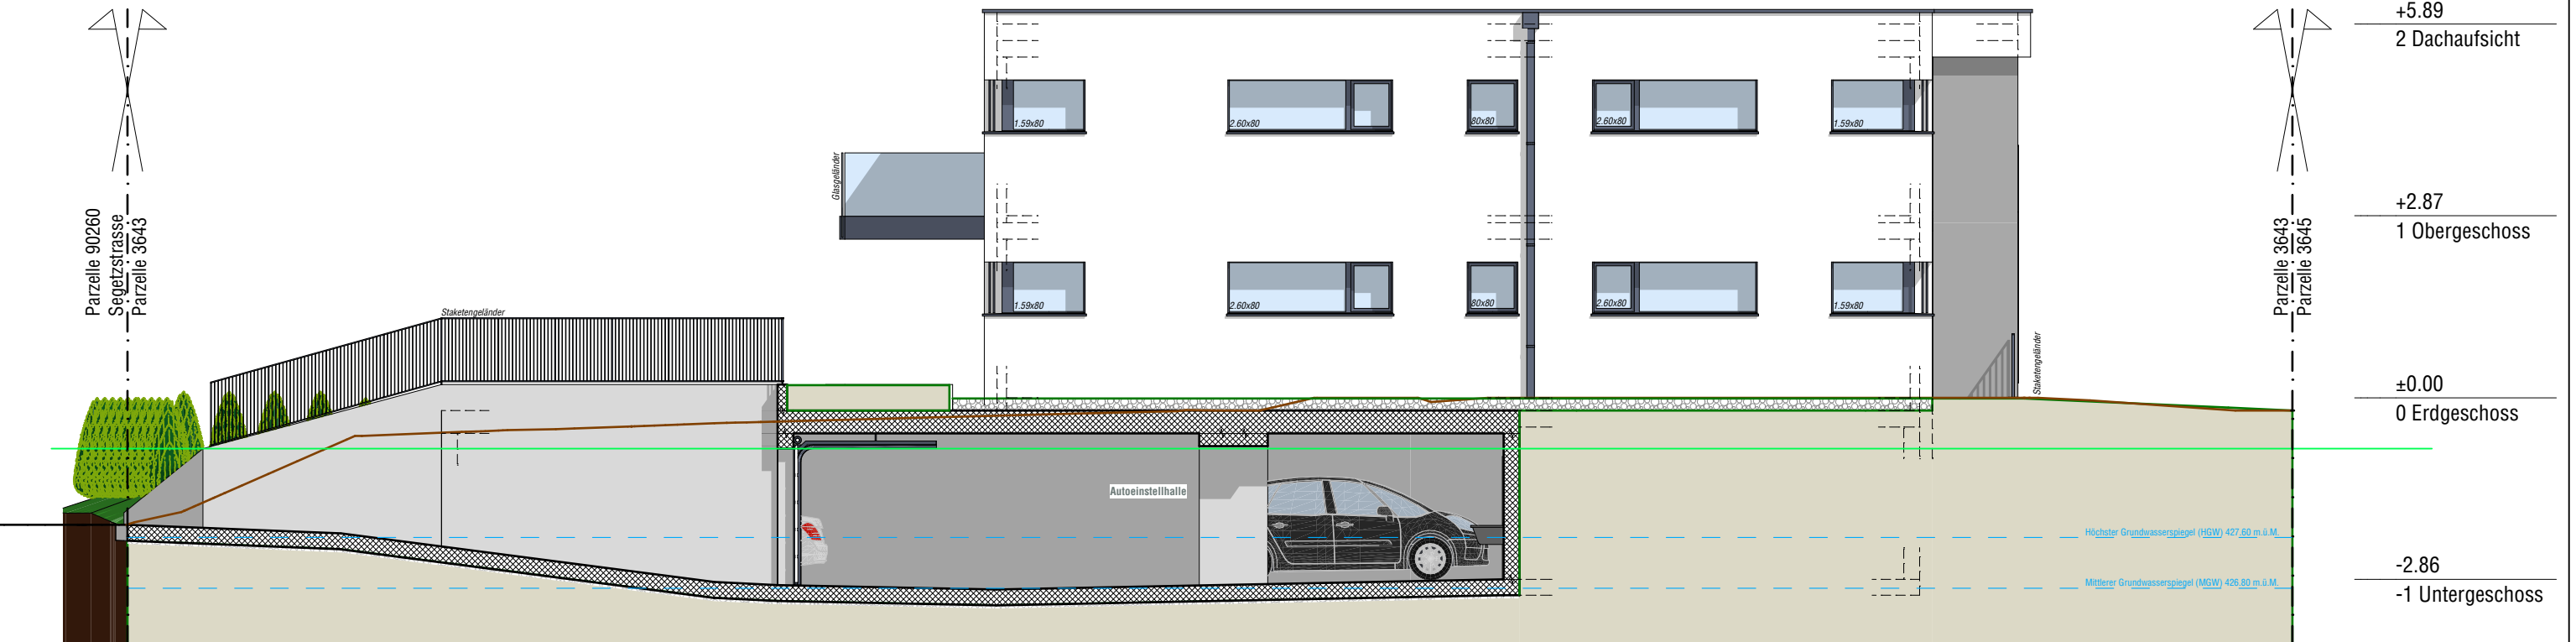 +5.89
2 Dachaufsicht
1.59x80
2.60x80
80x80
2.60x80
1.59x80
Glasgeländer
+2.87
1 Obergeschoss
Parzelle 90260
Segetzstrasse
Parzelle 3643
Parzelle 3643
Parzelle 3645
1.59x80
2.60x80
80x80
2.60x80
1.59x80
Staketengeländer
Staketengeländer
±0.00
0 Erdgeschoss
Autoeinstellhalle
Höchster Grundwasserspiegel (HGW) 427.60 m.ü.M.
-2.86
Mittlerer Grundwasserspiegel (MGW) 426.80 m.ü.M.
-1 Untergeschoss